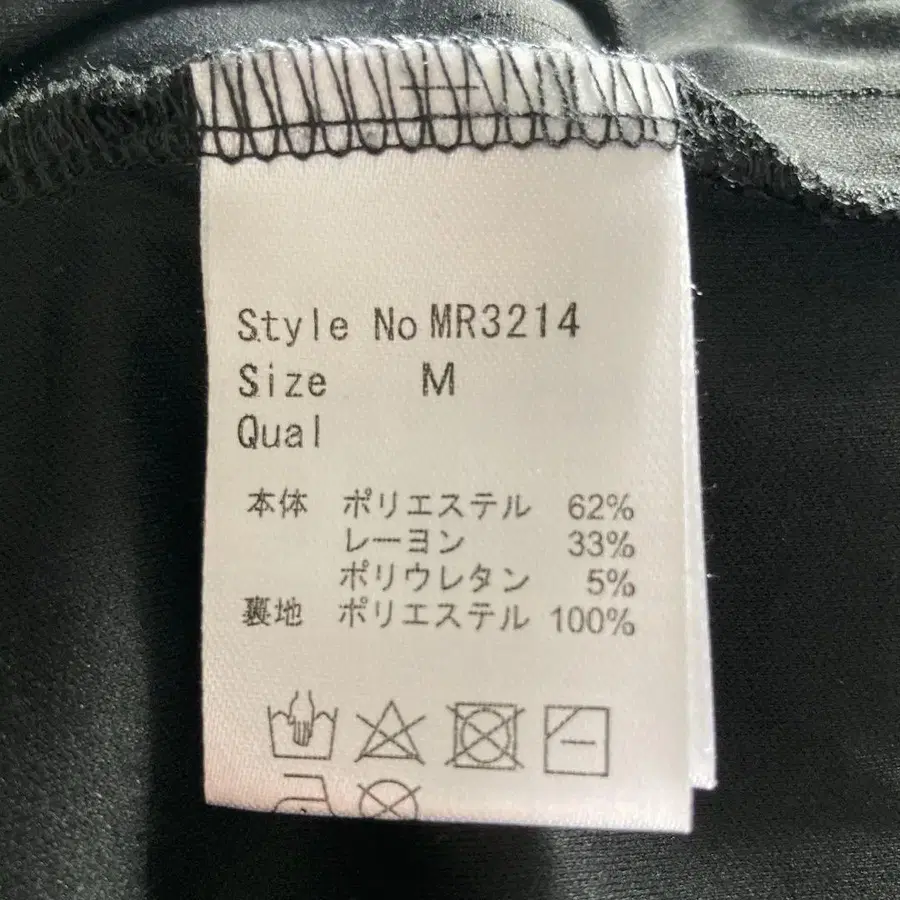 Style No MR3214
Size M
Qual
本体 ポリエステル 62%
レーヨン 33%
ポリウレタン 5%
裏地 ポリエステル 100%